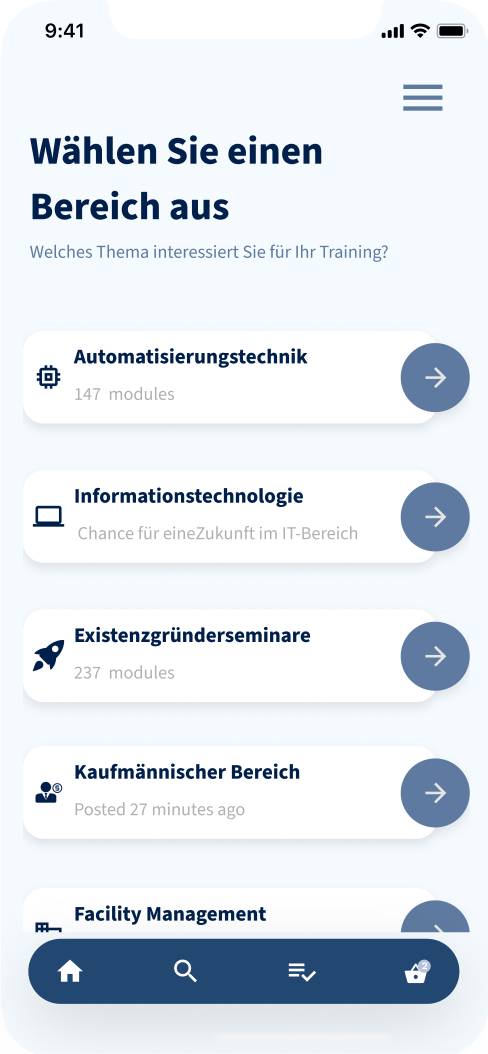 9:41
Wählen Sie einen
Bereich aus
Welches Thema interessiert Sie für Ihr Training?
Automatisierungstechnik
147 modules
Informationstechnologie
Chance für eineZukunft im IT-Bereich
Existenzgründerseminare
237 modules
Kaufmännischer Bereich
Posted 27 minutes ago
Facility Management
2